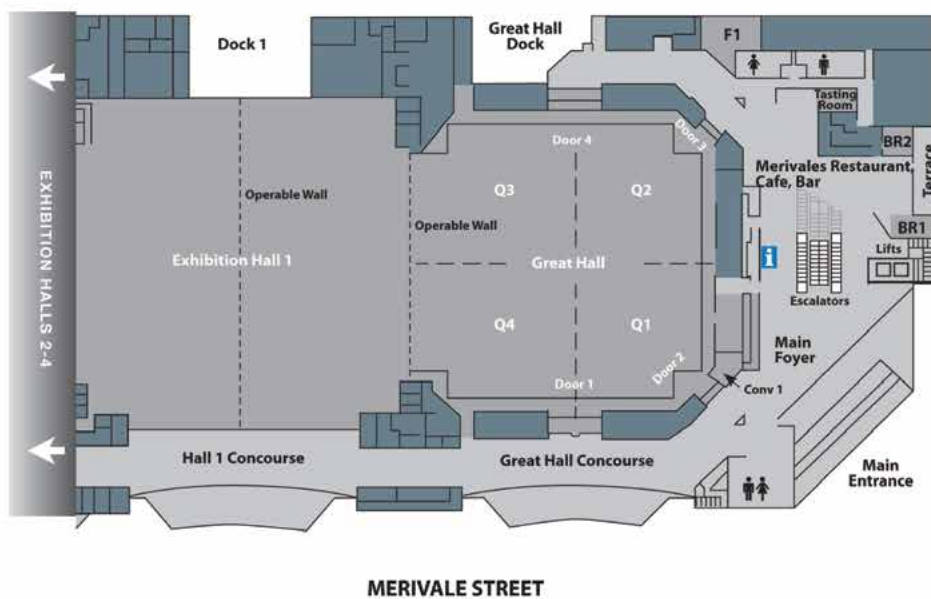 Dock 1
Great Hall
Dock
F1
Tasting
Room
BR2
Door 4
Door 3
Merivales Restaurant,
Cafe, Bar
Terrace
Operable Wall
Q3
Q2
Operable Wall
BR1
EXHIBITION HALLS 2-4
Exhibition Hall 1
Great Hall
i
Lifts
Escalators
Q4
Q1
Main
Foyer
Door 1
Door 2
Conv 1
Hall 1 Concourse
Great Hall Concourse
Main
Entrance
MERIVALE STREET